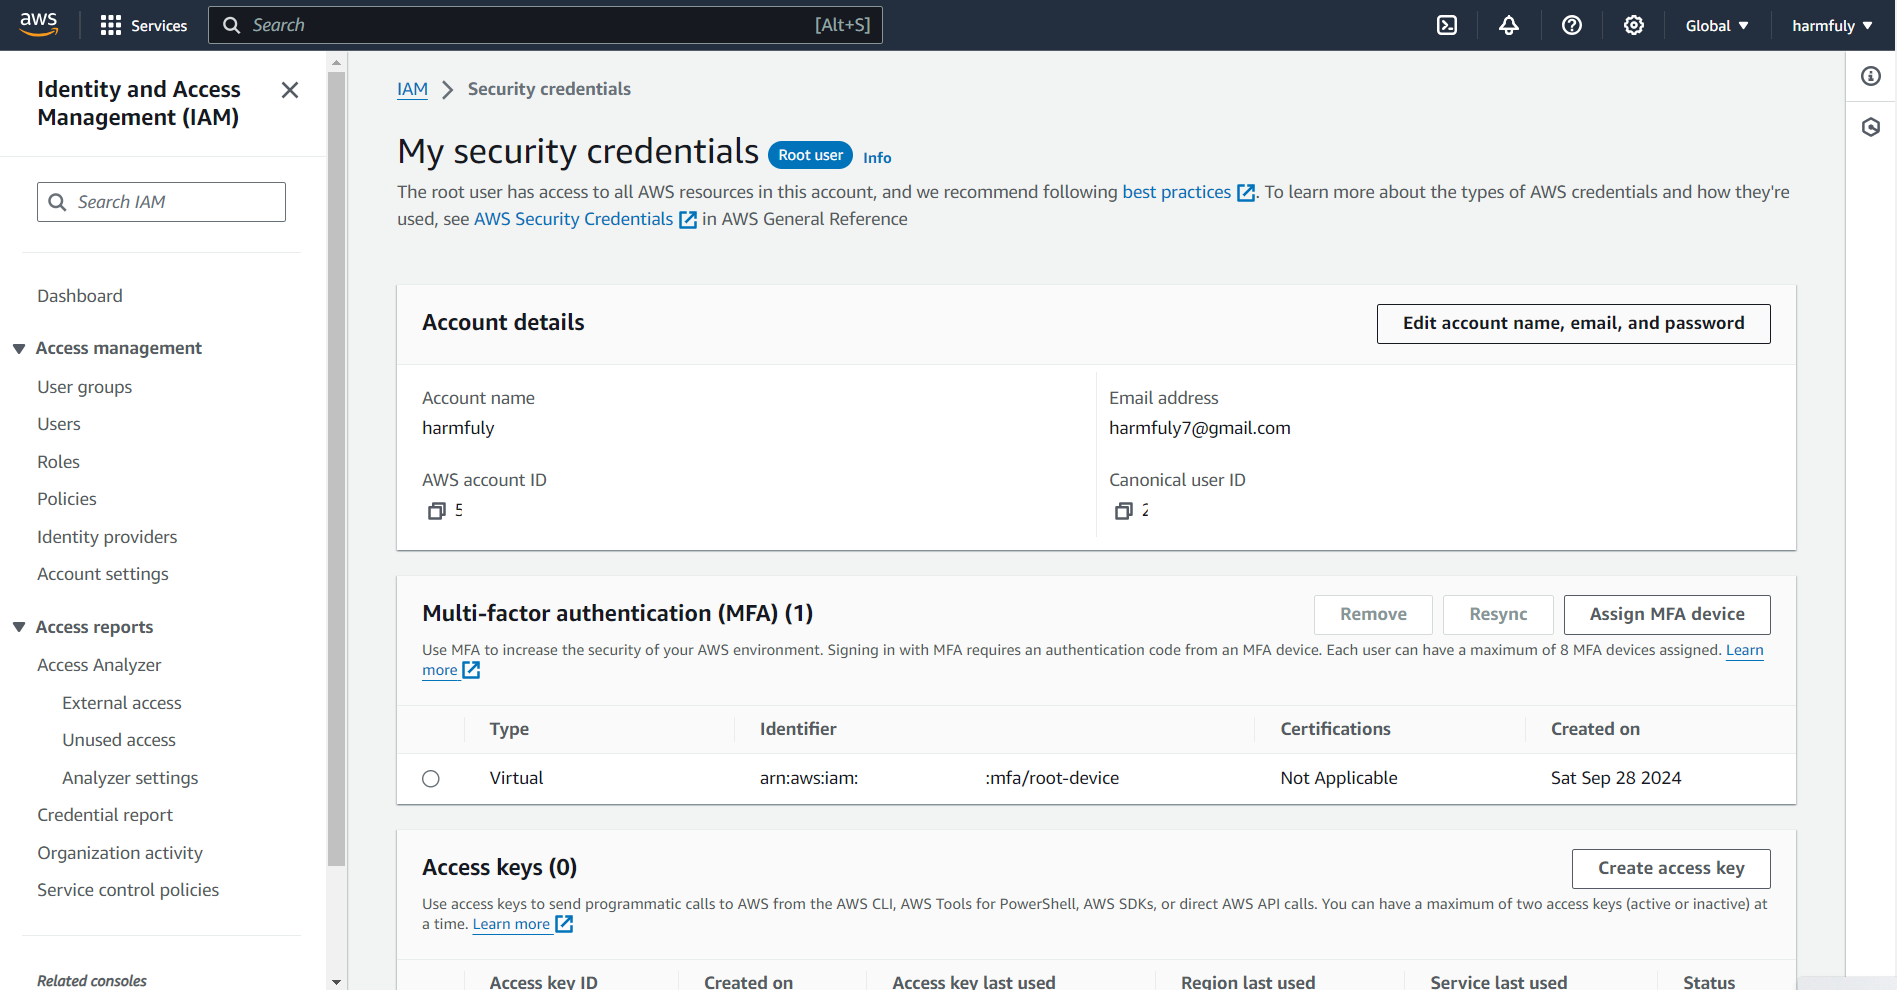 aws
Services
Search
[Alt+S]
Global
harmfuly
Identity and Access
Management (IAM)
Search IAM
Dashboard
Access management
User groups
Users
Roles
Policies
Identity providers
Account settings
Access reports
Access Analyzer
External access
Unused access
Analyzer settings
Credential report
Organization activity
Service control policies
Related consoles
IAM
Security credentials
My security credentials
Root user
Info
The root user has access to all AWS resources in this account, and we recommend following best practices. To learn more about the types of AWS credentials and how they're
used, see AWS Security Credentials in AWS General Reference
Account details
Edit account name, email, and password
Account name
harmfuly
Email address
harmfuly7@gmail.com
AWS account ID
5
Canonical user ID
2
Multi-factor authentication (MFA) (1)
Remove
Resync
Assign MFA device
Use MFA to increase the security of your AWS environment. Signing in with MFA requires an authentication code from an MFA device. Each user can have a maximum of 8 MFA devices assigned. Learn
more
Type
Identifier
Certifications
Created on
Virtual
arn:aws:iam: :mfa/root-device
Not Applicable
Sat Sep 28 2024
Access keys (0)
Create access key
Use access keys to send programmatic calls to AWS from the AWS CLI, AWS Tools for PowerShell, AWS SDKs, or direct AWS API calls. You can have a maximum of two access keys (active or inactive) at
a time. Learn more
Access key ID
Created on
Access key last used
Region last used
Service last used
Status